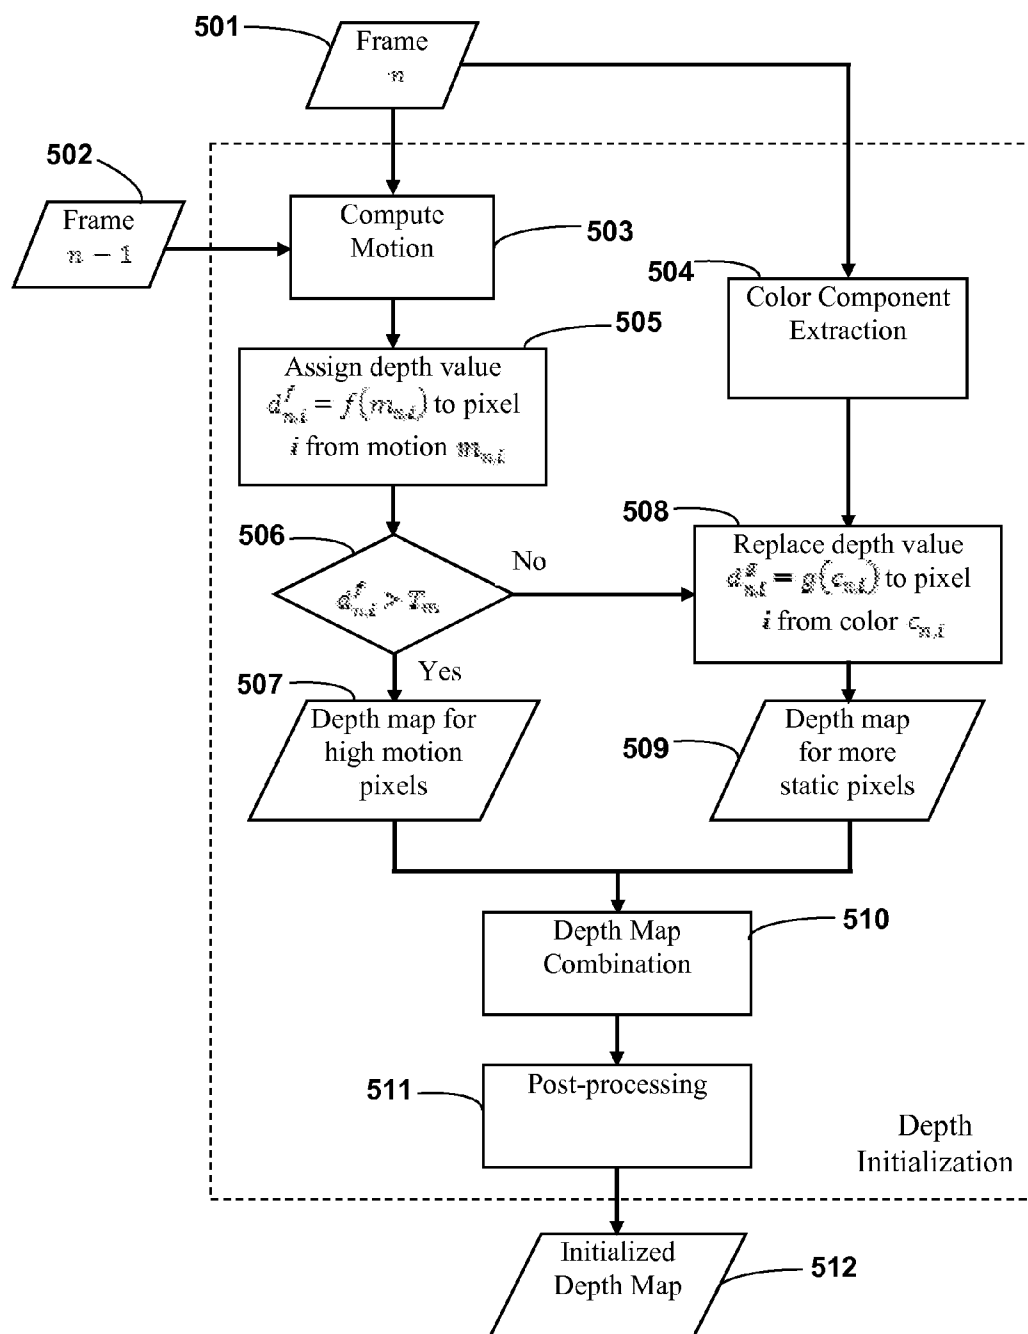 501
Frame
n
502
Frame
n − 1
Compute
Motion
503
504
Color Component
Extraction
505
Assign depth value
d^f_{n,i} = f(m_{n,i}) to pixel
i from motion m_{n,i}
506
d^f_{n,i} > T_m
No
Yes
508
Replace depth value
d^g_{n,i} = g(c_{n,i}) to pixel
i from color c_{n,i}
507
Depth map for
high motion
pixels
509
Depth map
for more
static pixels
Depth Map
Combination
510
511
Post-processing
Depth
Initialization
Initialized
Depth Map
512